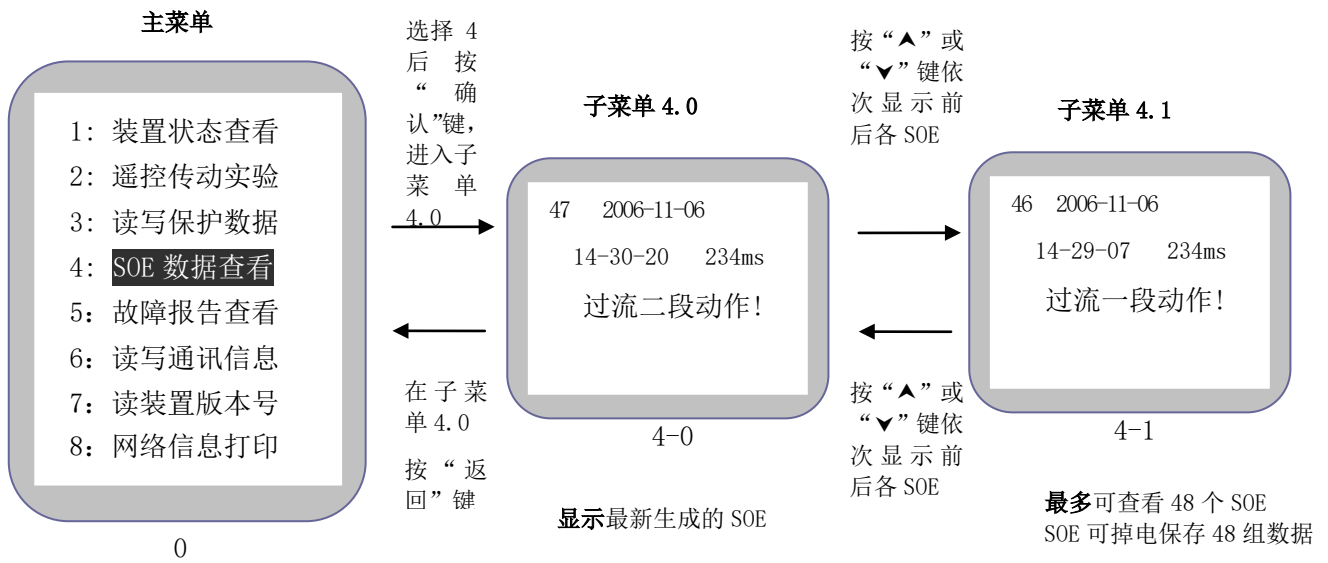 主菜单
1: 装置状态查看
2: 遥控传动实验
3: 读写保护数据
4: SOE 数据查看
5: 故障报告查看
6: 读写通讯信息
7: 读装置版本号
8: 网络信息打印
0
选择 4
后 按
“ 确
认”键,
进入子
菜 单
4.0
在子菜
单 4.0
按“返
回”键
子菜单 4.0
47 2006-11-06
14-30-20 234ms
过流二段动作!
4-0
显示最新生成的 SOE
按“⮝”或
“⮟”键依
次显示前
后各 SOE
按“⮝”或
“⮟”键依
次显示前
后各 SOE
子菜单 4.1
46 2006-11-06
14-29-07 234ms
过流一段动作!
4-1
最多可查看 48 个 SOE
SOE 可掉电保存 48 组数据